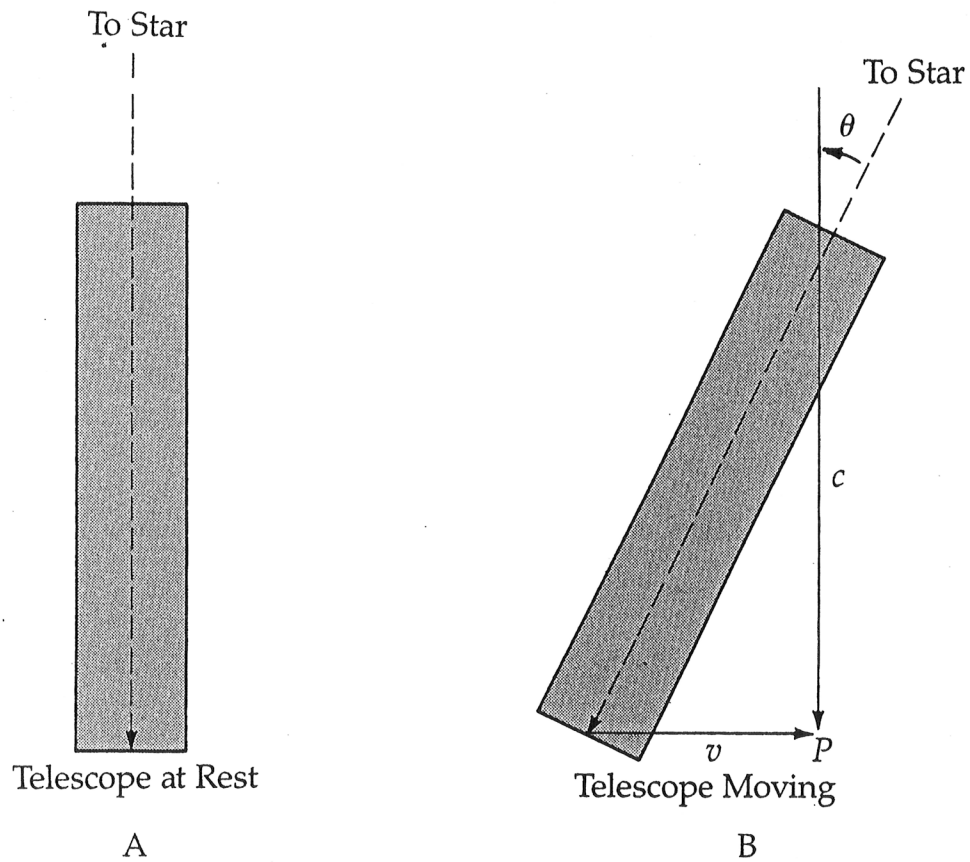 To Star
To Star
θ
c
v
P
Telescope at Rest
Telescope Moving
A
B